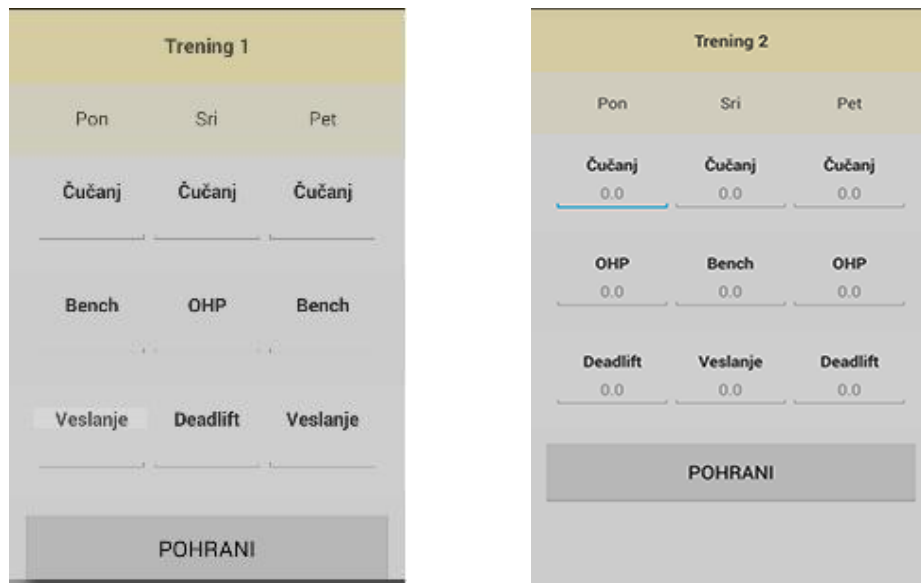 Trening 1
Pon Sri Pet
Čučanj Čučanj Čučanj
Bench OHP Bench
Veslanje Deadlift Veslanje
POHRANI
Trening 2
Pon Sri Pet
Čučanj Čučanj Čučanj
0.0 0.0 0.0
OHP Bench OHP
0.0 0.0 0.0
Deadlift Veslanje Deadlift
0.0 0.0 0.0
POHRANI